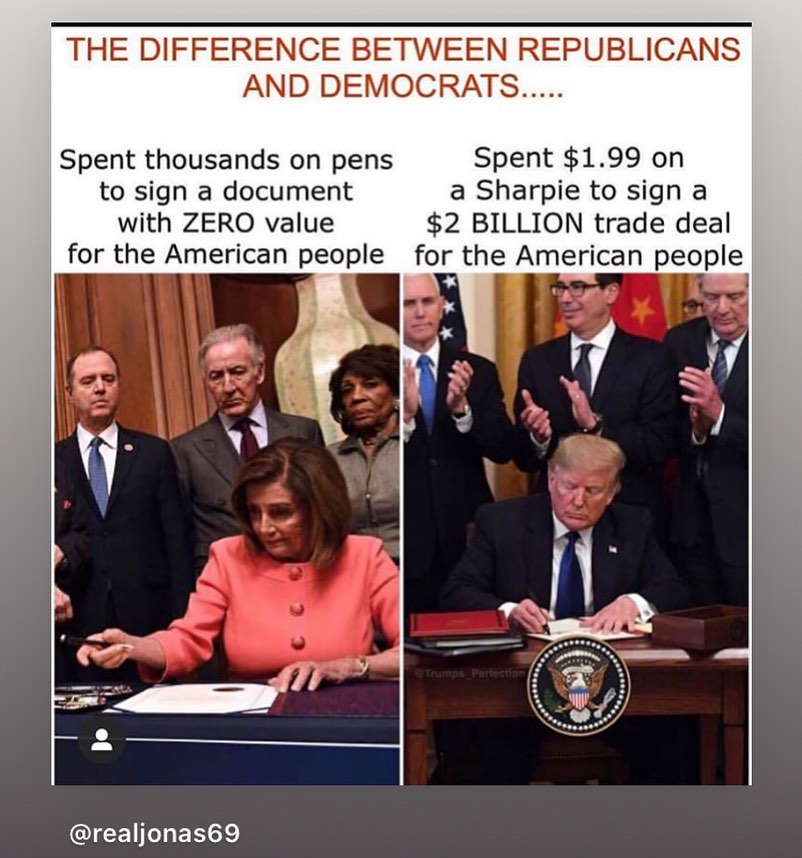 THE DIFFERENCE BETWEEN REPUBLICANS
AND DEMOCRATS.....
Spent thousands on pens
to sign a document
with ZERO value
for the American people
Spent $1.99 on
a Sharpie to sign a
$2 BILLION trade deal
for the American people
@Trumps_Perfection
@realjonas69